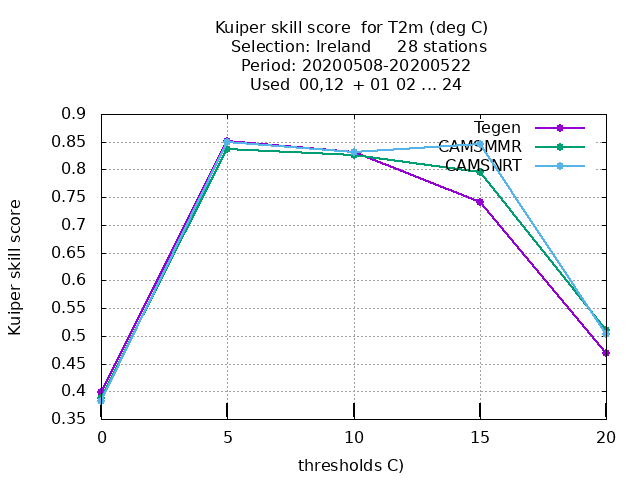 Kuiper skill score  for T2m (deg C)
Selection: Ireland     28 stations
Period: 20200508-20200522
Used  00,12  + 01 02 ... 24
Tegen
CAMSMMR
CAMSNRT
Kuiper skill score
0.9
0.85
0.8
0.75
0.7
0.65
0.6
0.55
0.5
0.45
0.4
0.35
0 5 10 15 20
thresholds C)